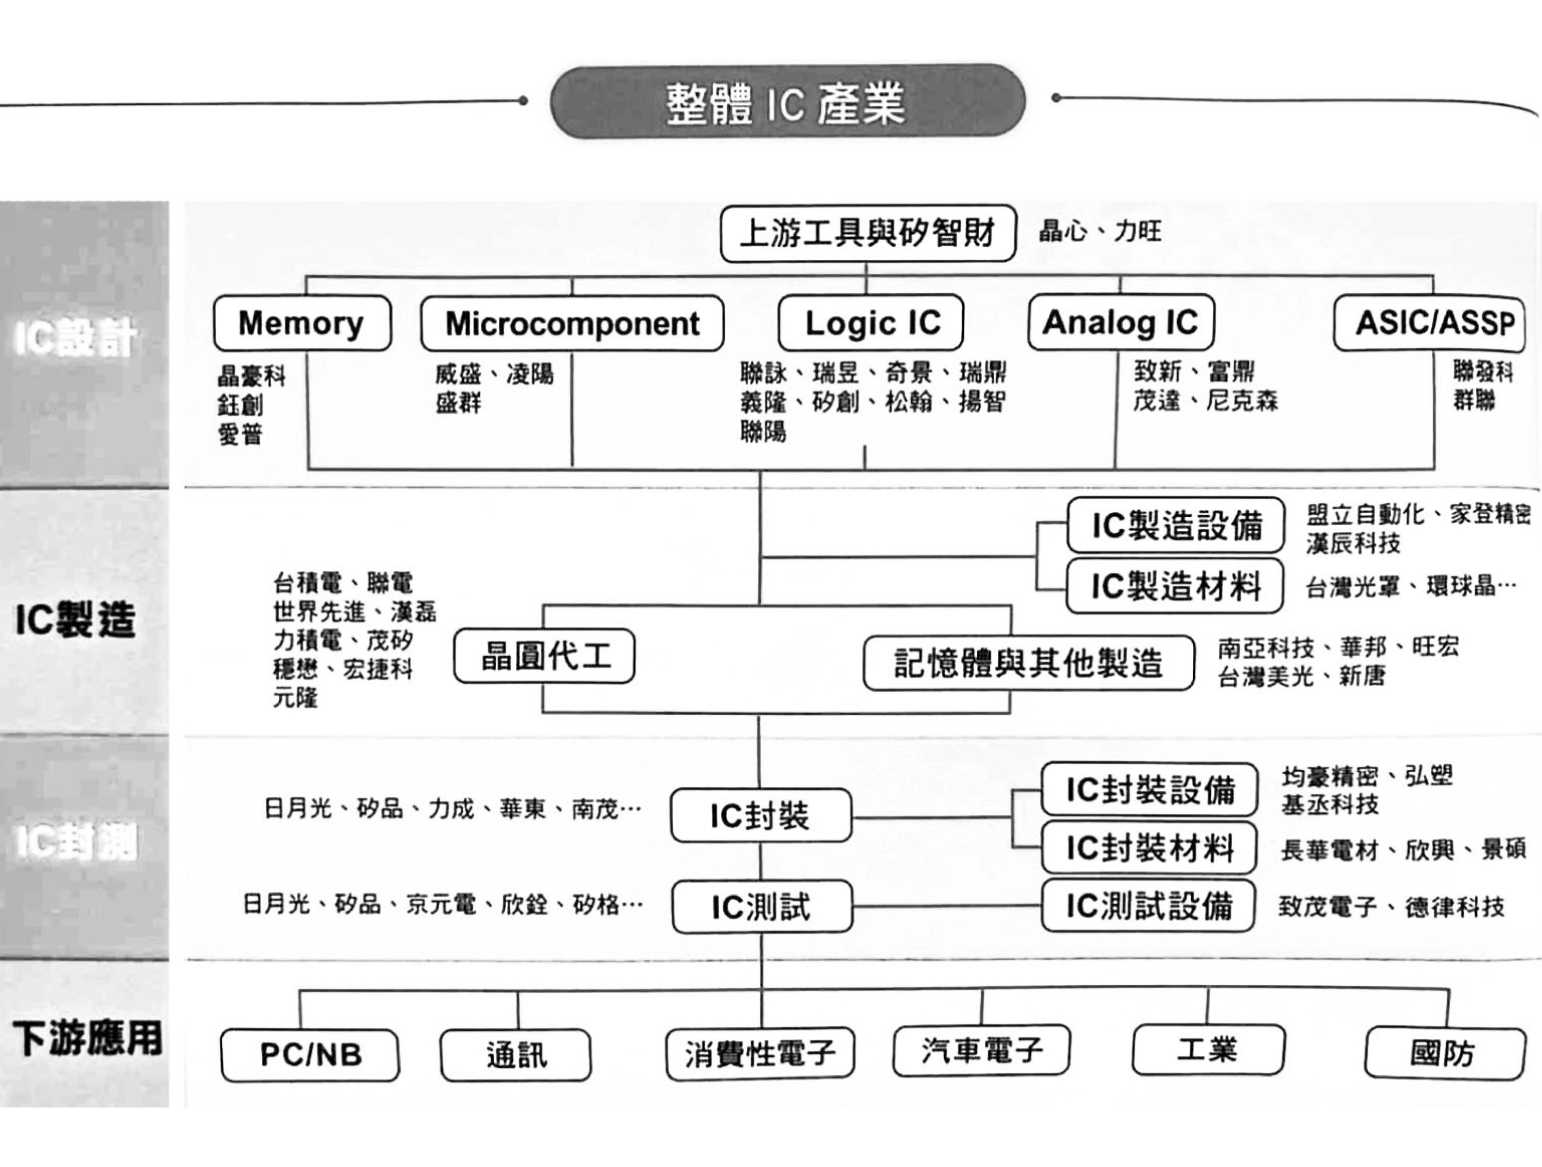 整體 IC 產業
上游工具與矽智財
晶心、力旺
IC設計
Memory
晶豪科
鈺創
愛普
Microcomponent
威盛、凌陽
盛群
Logic IC
聯詠、瑞昱、奇景、瑞鼎
義隆、矽創、松翰、揚智
聯陽
Analog IC
致新、富鼎
茂達、尼克森
ASIC/ASSP
聯發科
群聯
IC製造
IC製造設備
盟立自動化、家登精密
漢辰科技
IC製造材料
台灣光罩、環球晶…
台積電、聯電
世界先進、漢磊
力積電、茂矽
穩懋、宏捷科
元隆
晶圓代工
記憶體與其他製造
南亞科技、華邦、旺宏
台灣美光、新唐
IC封測
日月光、矽品、力成、華東、南茂…
IC封裝
IC封裝設備
均豪精密、弘塑
基丞科技
IC封裝材料
長華電材、欣興、景碩
日月光、矽品、京元電、欣銓、矽格…
IC測試
IC測試設備
致茂電子、德律科技
下游應用
PC/NB
通訊
消費性電子
汽車電子
工業
國防